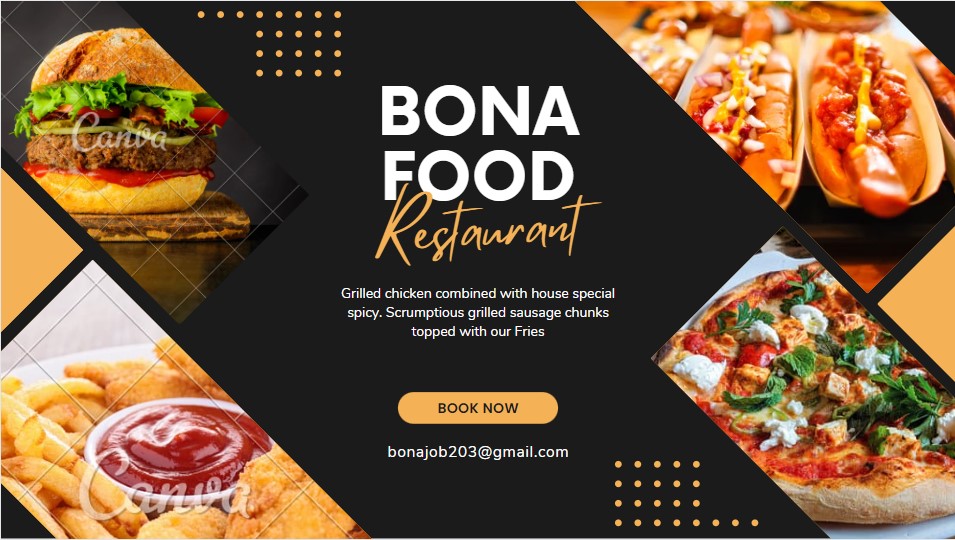 BONA
FOOD
Restaurant
Grilled chicken combined with house special
spicy. Scrumptious grilled sausage chunks
topped with our Fries
BOOK NOW
bonajob203@gmail.com
Canva
Canva